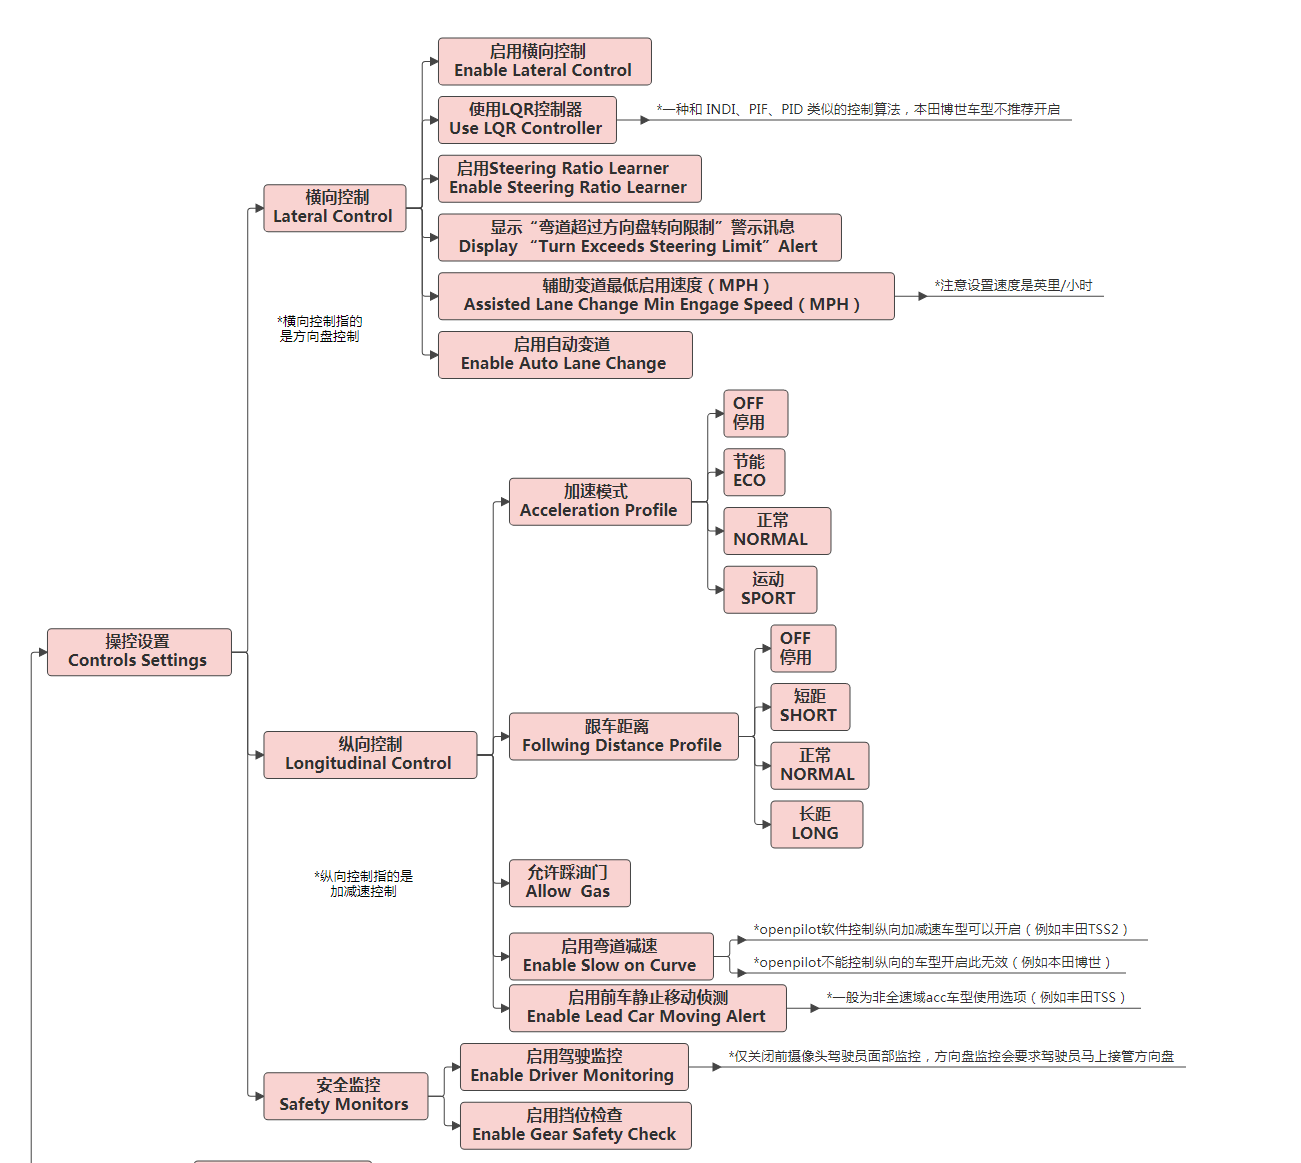 启用横向控制
Enable Lateral Control
使用LQR控制器
Use LQR Controller
*一种和 INDI、PIF、PID 类似的控制算法，本田博世车型不推荐开启
启用Steering Ratio Learner
Enable Steering Ratio Learner
横向控制
Lateral Control
显示“弯道超过方向盘转向限制”警示讯息
Display “Turn Exceeds Steering Limit” Alert
辅助变道最低启用速度（MPH）
Assisted Lane Change Min Engage Speed（MPH）
*注意设置速度是英里/小时
*横向控制指的
是方向盘控制
启用自动变道
Enable Auto Lane Change
OFF
停用
节能
ECO
加速模式
Acceleration Profile
正常
NORMAL
运动
SPORT
操控设置
Controls Settings
OFF
停用
短距
SHORT
跟车距离
Follwing Distance Profile
纵向控制
Longitudinal Control
正常
NORMAL
长距
LONG
*纵向控制指的是
加减速控制
允许踩油门
Allow  Gas
启用弯道减速
Enable Slow on Curve
*openpilot软件控制纵向加减速车型可以开启（例如丰田TSS2）
*openpilot不能控制纵向的车型开启此无效（例如本田博世）
启用前车静止移动侦测
Enable Lead Car Moving Alert
*一般为非全速域acc车型使用选项（例如丰田TSS）
启用驾驶监控
Enable Driver Monitoring
*仅关闭前摄像头驾驶员面部监控，方向盘监控会要求驾驶员马上接管方向盘
安全监控
Safety Monitors
启用挡位检查
Enable Gear Safety Check